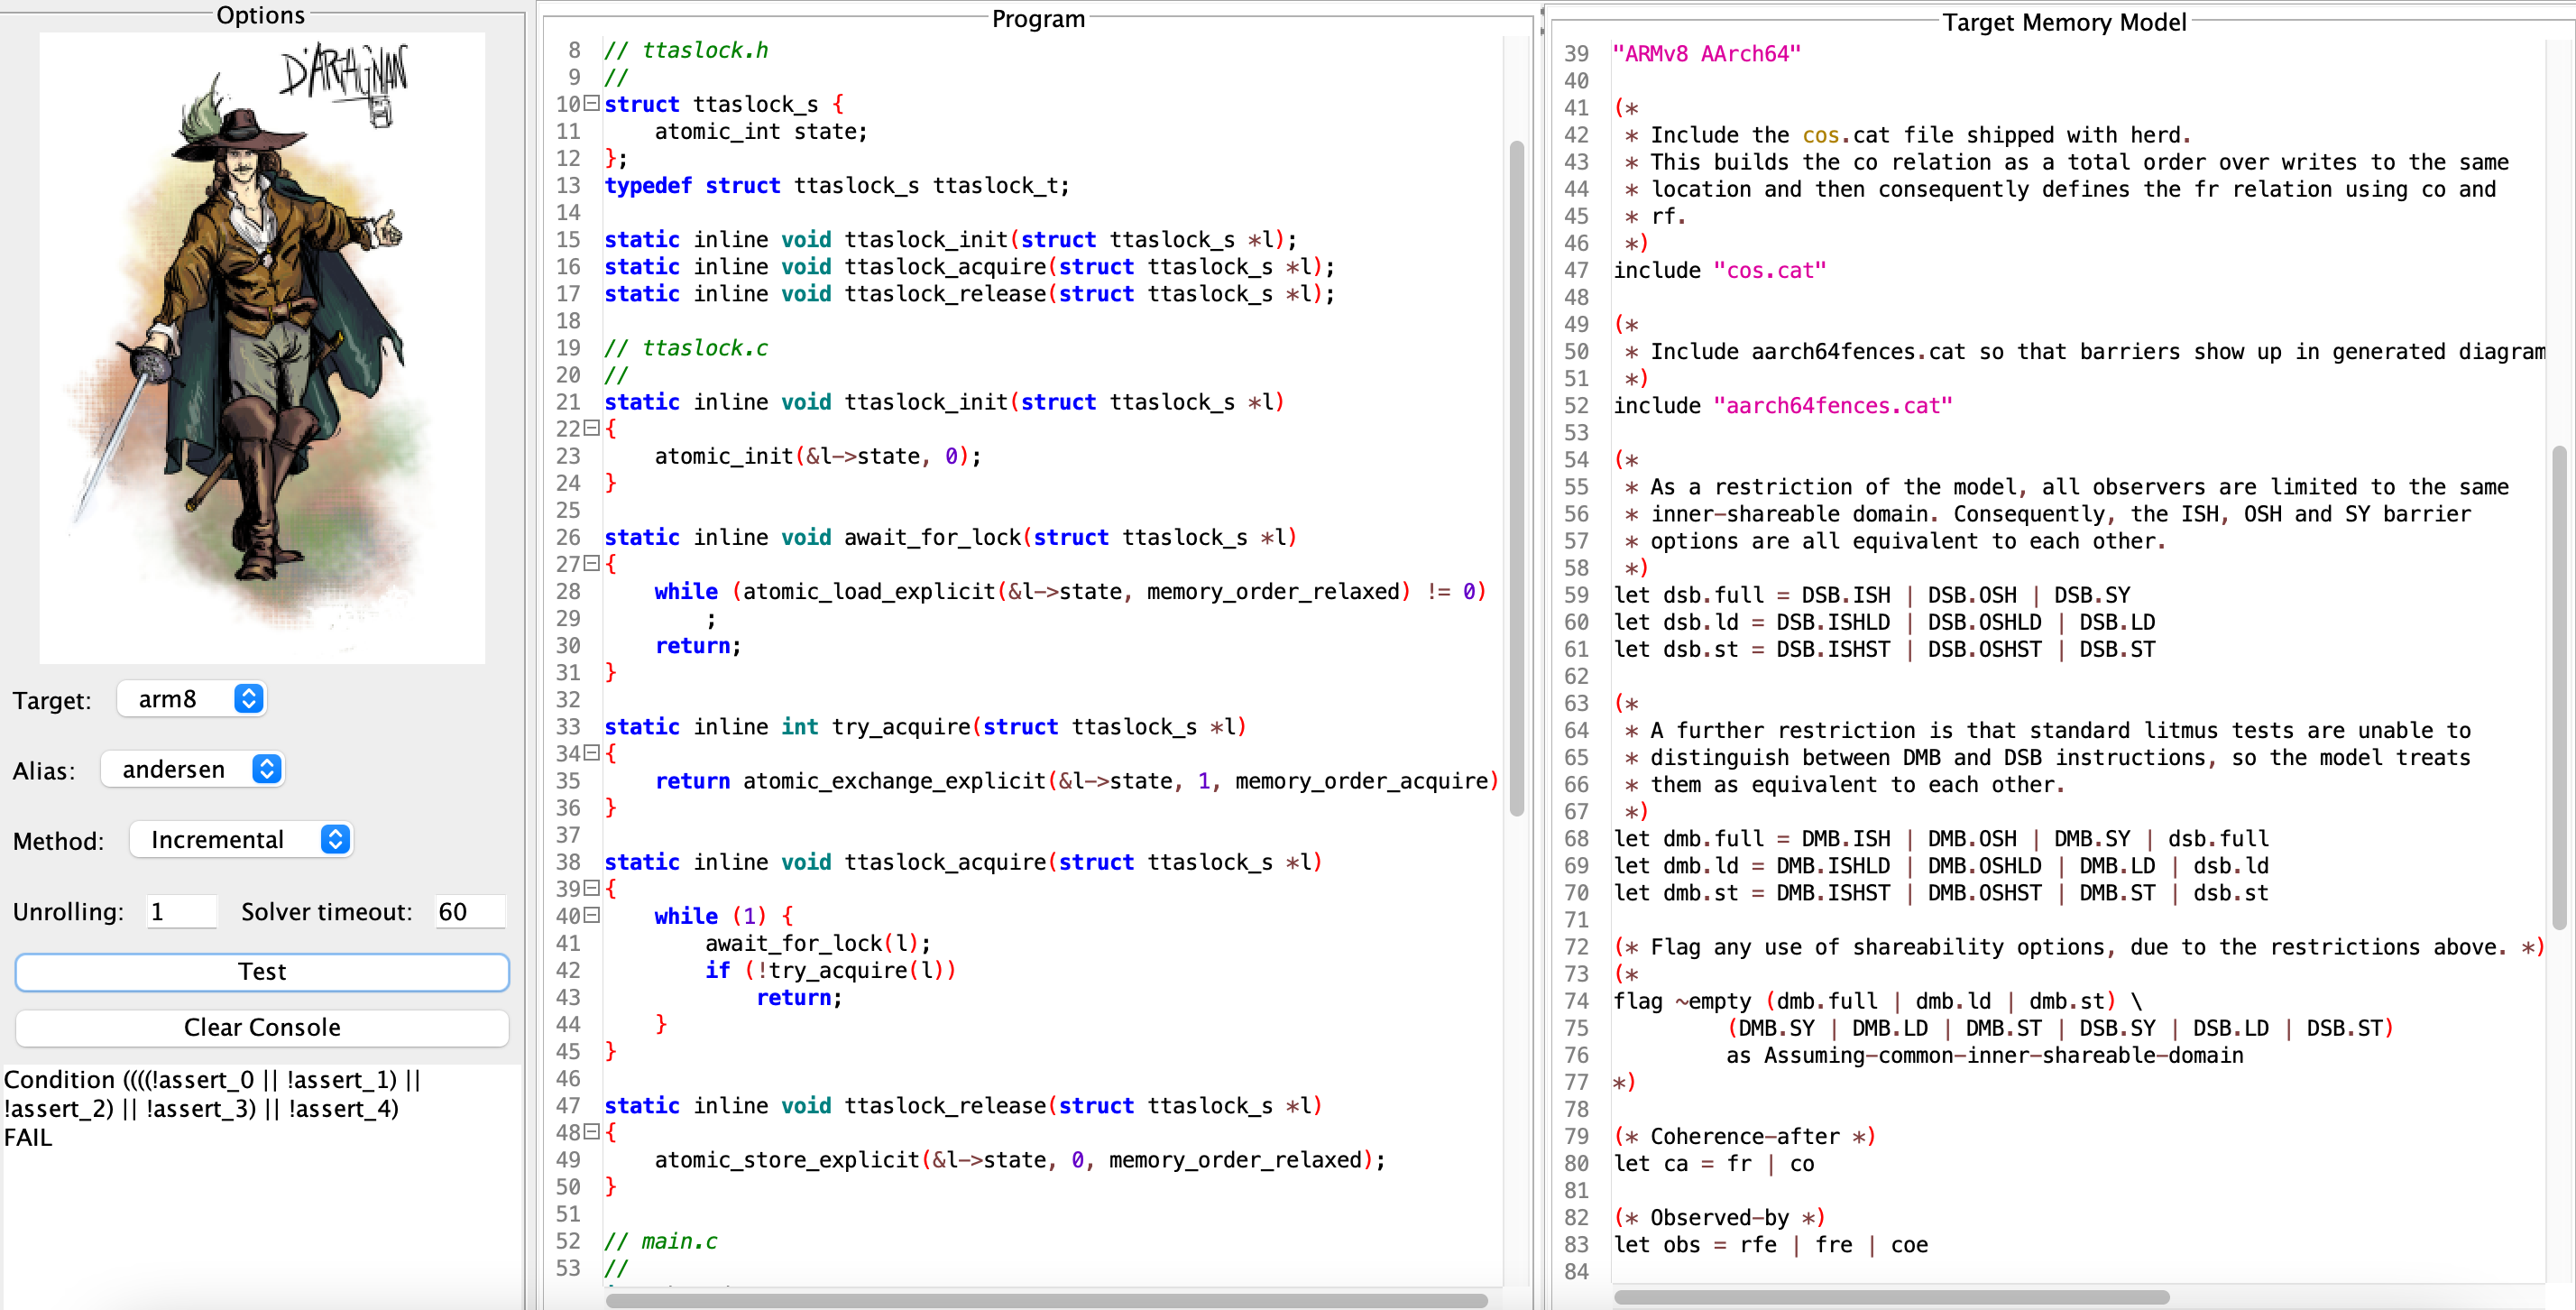 Options
D'ARTAGNAN
Target: arm8
Alias: andersen
Method: Incremental
Unrolling: 1 Solver timeout: 60
Test
Clear Console
Condition ((((!assert_0 || !assert_1) ||
!assert_2) || !assert_3) || !assert_4)
FAIL
Program
8 // ttaslock.h
9 //
10 struct ttaslock_s {
11 atomic_int state;
12 };
13 typedef struct ttaslock_s ttaslock_t;
14
15 static inline void ttaslock_init(struct ttaslock_s *l);
16 static inline void ttaslock_acquire(struct ttaslock_s *l);
17 static inline void ttaslock_release(struct ttaslock_s *l);
18
19 // ttaslock.c
20 //
21 static inline void ttaslock_init(struct ttaslock_s *l)
22 {
23 atomic_init(&l->state, 0);
24 }
25
26 static inline void await_for_lock(struct ttaslock_s *l)
27 {
28 while (atomic_load_explicit(&l->state, memory_order_relaxed) != 0)
29 ;
30 return;
31 }
32
33 static inline int try_acquire(struct ttaslock_s *l)
34 {
35 return atomic_exchange_explicit(&l->state, 1, memory_order_acquire)
36 }
37
38 static inline void ttaslock_acquire(struct ttaslock_s *l)
39 {
40 while (1) {
41 await_for_lock(l);
42 if (!try_acquire(l))
43 return;
44 }
45 }
46
47 static inline void ttaslock_release(struct ttaslock_s *l)
48 {
49 atomic_store_explicit(&l->state, 0, memory_order_relaxed);
50 }
51
52 // main.c
53 //
Target Memory Model
39 "ARMv8 AArch64"
40
41 (*
42 * Include the cos.cat file shipped with herd.
43 * This builds the co relation as a total order over writes to the same
44 * location and then consequently defines the fr relation using co and
45 * rf.
46 *)
47 include "cos.cat"
48
49 (*
50 * Include aarch64fences.cat so that barriers show up in generated diagram
51 *)
52 include "aarch64fences.cat"
53
54 (*
55 * As a restriction of the model, all observers are limited to the same
56 * inner-shareable domain. Consequently, the ISH, OSH and SY barrier
57 * options are all equivalent to each other.
58 *)
59 let dsb.full = DSB.ISH | DSB.OSH | DSB.SY
60 let dsb.ld = DSB.ISHLD | DSB.OSHLD | DSB.LD
61 let dsb.st = DSB.ISHST | DSB.OSHST | DSB.ST
62
63 (*
64 * A further restriction is that standard litmus tests are unable to
65 * distinguish between DMB and DSB instructions, so the model treats
66 * them as equivalent to each other.
67 *)
68 let dmb.full = DMB.ISH | DMB.OSH | DMB.SY | dsb.full
69 let dmb.ld = DMB.ISHLD | DMB.OSHLD | DMB.LD | dsb.ld
70 let dmb.st = DMB.ISHST | DMB.OSHST | DMB.ST | dsb.st
71
72 (* Flag any use of shareability options, due to the restrictions above. *)
73 (*
74 flag ~empty (dmb.full | dmb.ld | dmb.st) \
75 (DMB.SY | DMB.LD | DMB.ST | DSB.SY | DSB.LD | DSB.ST)
76 as Assuming-common-inner-shareable-domain
77 *)
78
79 (* Coherence-after *)
80 let ca = fr | co
81
82 (* Observed-by *)
83 let obs = rfe | fre | coe
84